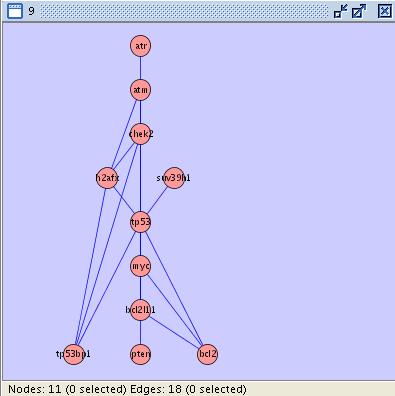 9
atr
atm
chek2
h2afx suv39h1
tp53
myc
bcl2l11
tp53bp1 pten bcl2
Nodes: 11 (0 selected) Edges: 18 (0 selected)